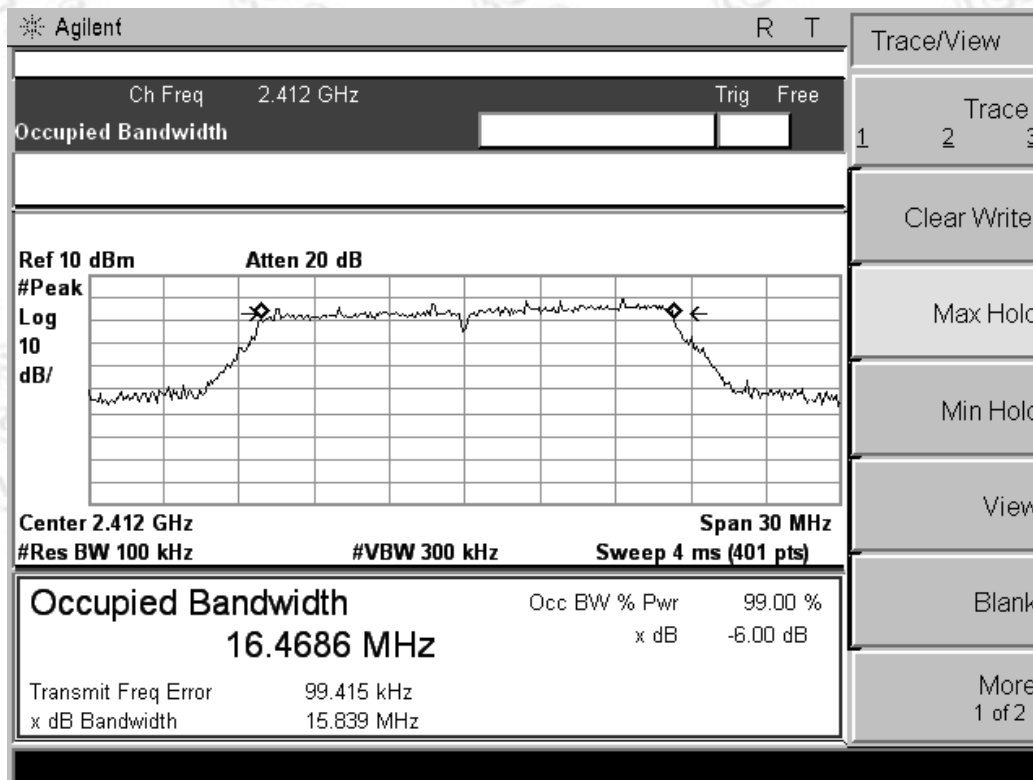 Agilent R T
Trace/View
Ch Freq 2.412 GHz Trig Free
Occupied Bandwidth
Trace
1 2 3
Clear Write
Max Hold
Min Hold
View
Blank
More
1 of 2
Ref 10 dBm Atten 20 dB
#Peak
Log
10
dB/
Center 2.412 GHz Span 30 MHz
#Res BW 100 kHz #VBW 300 kHz Sweep 4 ms (401 pts)
Occupied Bandwidth
16.4686 MHz
Occ BW % Pwr 99.00 %
x dB -6.00 dB
Transmit Freq Error 99.415 kHz
x dB Bandwidth 15.839 MHz